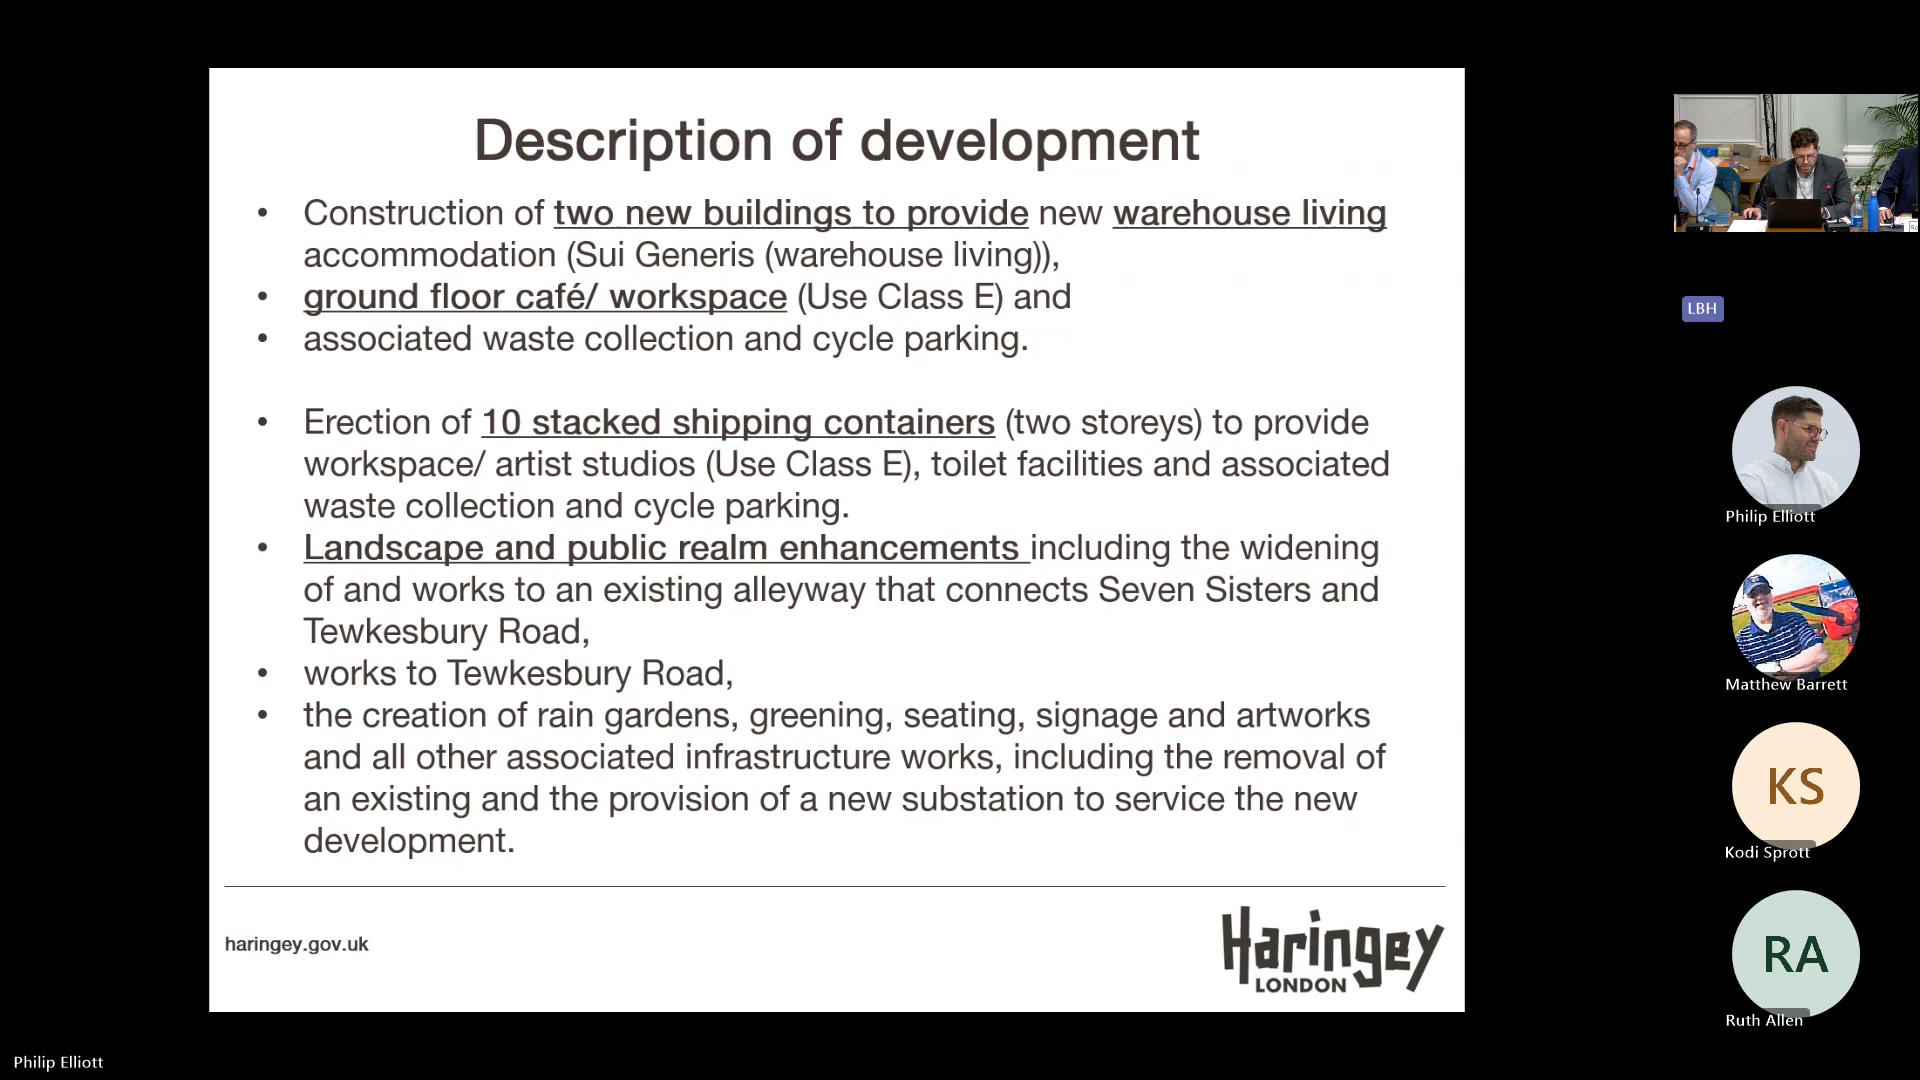 Description of development
• Construction of two new buildings to provide new warehouse living
accommodation (Sui Generis (warehouse living)),
• ground floor café/ workspace (Use Class E) and
• associated waste collection and cycle parking.
• Erection of 10 stacked shipping containers (two storeys) to provide
workspace/ artist studios (Use Class E), toilet facilities and associated
waste collection and cycle parking.
• Landscape and public realm enhancements including the widening
of and works to an existing alleyway that connects Seven Sisters and
Tewkesbury Road,
• works to Tewkesbury Road,
• the creation of rain gardens, greening, seating, signage and artworks
and all other associated infrastructure works, including the removal of
an existing and the provision of a new substation to service the new
development.
haringey.gov.uk
Haringey
LONDON
LBH
Philip Elliott
Matthew Barrett
KS
Kodi Sprott
RA
Ruth Allen
Philip Elliott